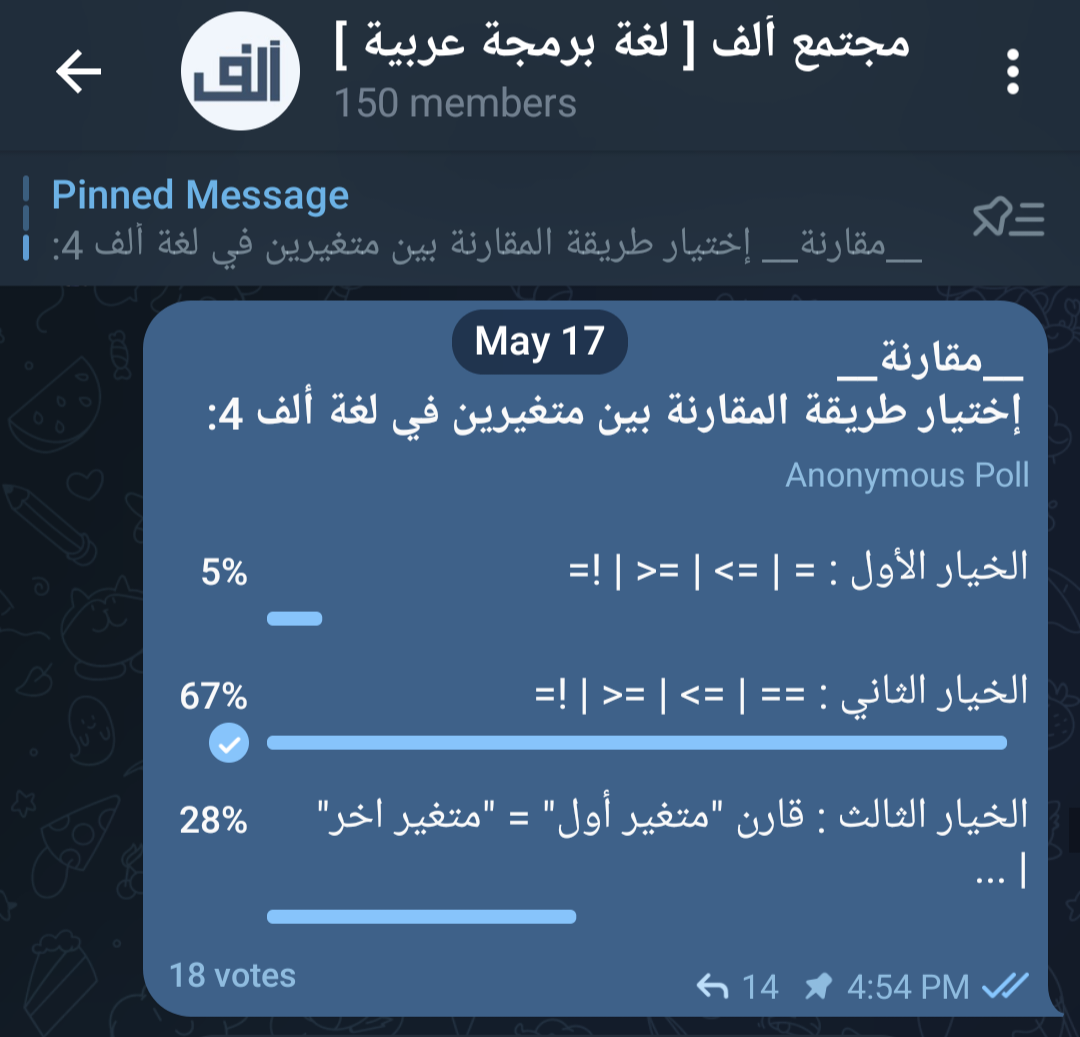 ألف
مجتمع ألف [ لغة برمجة عربية ]
150 members
Pinned Message
__مقارنة__ إختيار طريقة المقارنة بين متغيرين في لغة ألف 4:
May 17
__مقارنة__
إختيار طريقة المقارنة بين متغيرين في لغة ألف 4:
Anonymous Poll
الخيار الأول : = | => | =< | !=
5%
الخيار الثاني : == | => | =< | !=
67%
الخيار الثالث : قارن "متغير أول" = "متغير اخر"
| ...
28%
18 votes
14
4:54 PM